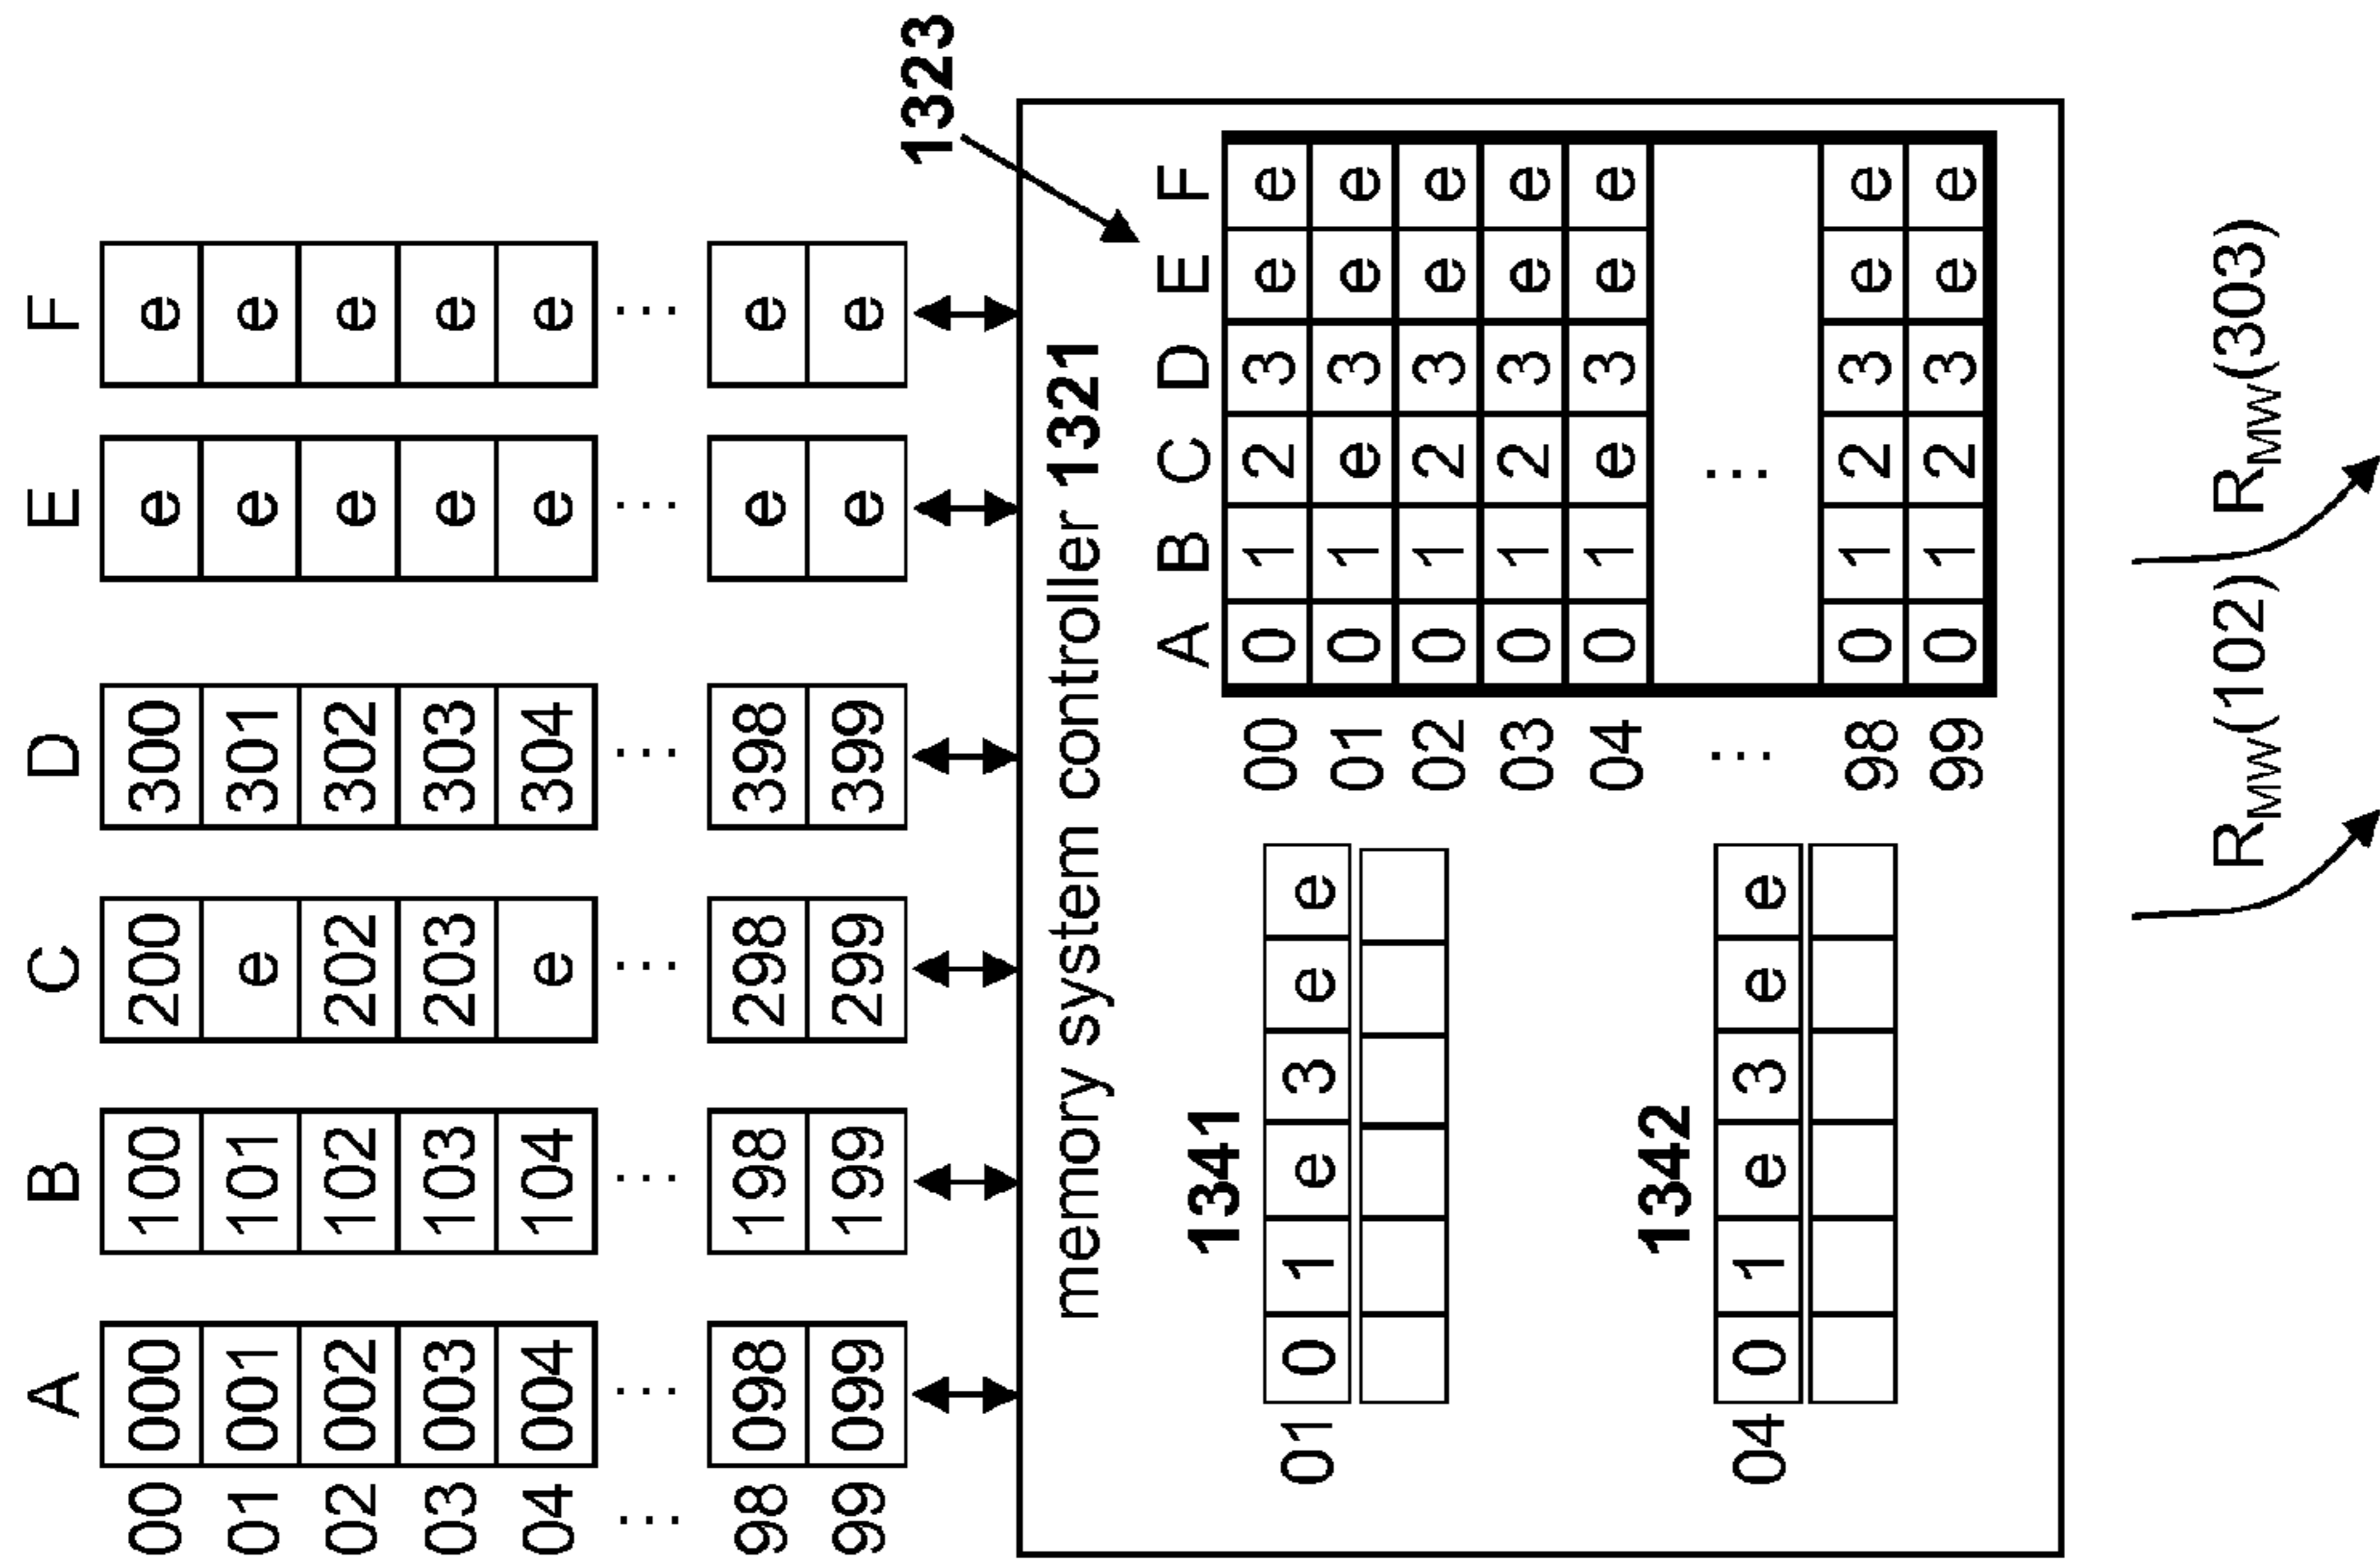 A B C D E F
00 000 100 200 300 e e
01 001 101 e 301 e e
02 002 102 202 302 e e
03 003 103 203 303 e e
04 004 104 e 304 e e
... ... ... ... ... ... ...
98 098 198 298 398 e e
99 099 199 299 399 e e
1323
memory system controller 1321
1341
01 0 1 e 3 e e
1342
04 0 1 e 3 e e
A B C D E F
00 0 1 2 3 e e
01 0 1 e 3 e e
02 0 1 2 3 e e
03 0 1 2 3 e e
04 0 1 e 3 e e
... ...
98 0 1 2 3 e e
99 0 1 2 3 e e
RMW(102) RMW(303)